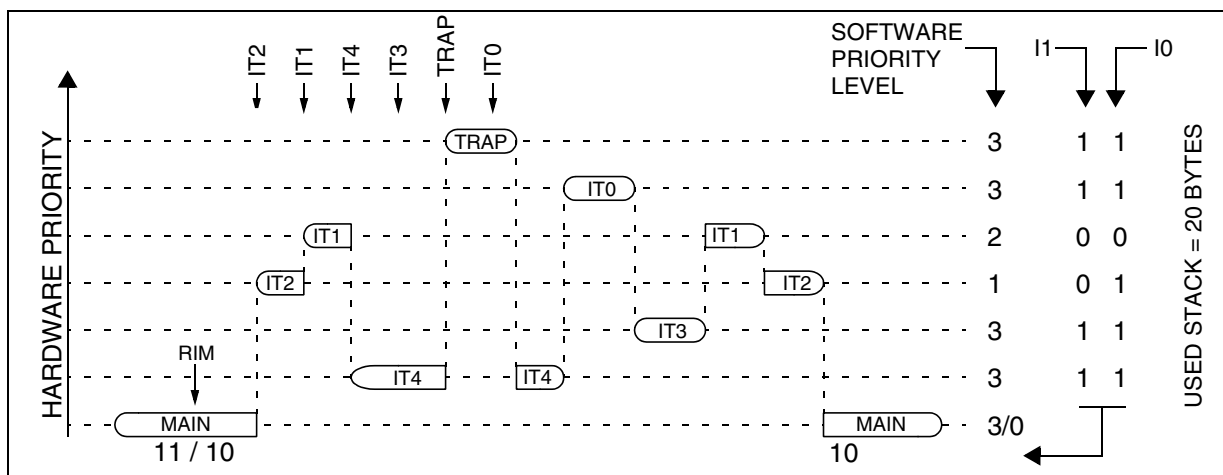 IT2
IT1
IT4
IT3
TRAP
IT0
SOFTWARE
PRIORITY
LEVEL
I1
I0
HARDWARE PRIORITY
TRAP
3
1 1
IT0
3
1 1
IT1
IT1
2
0 0
IT2
IT2
1
0 1
IT3
3
1 1
RIM
IT4
IT4
3
1 1
MAIN
MAIN
3/0
11 / 10
10
USED STACK = 20 BYTES